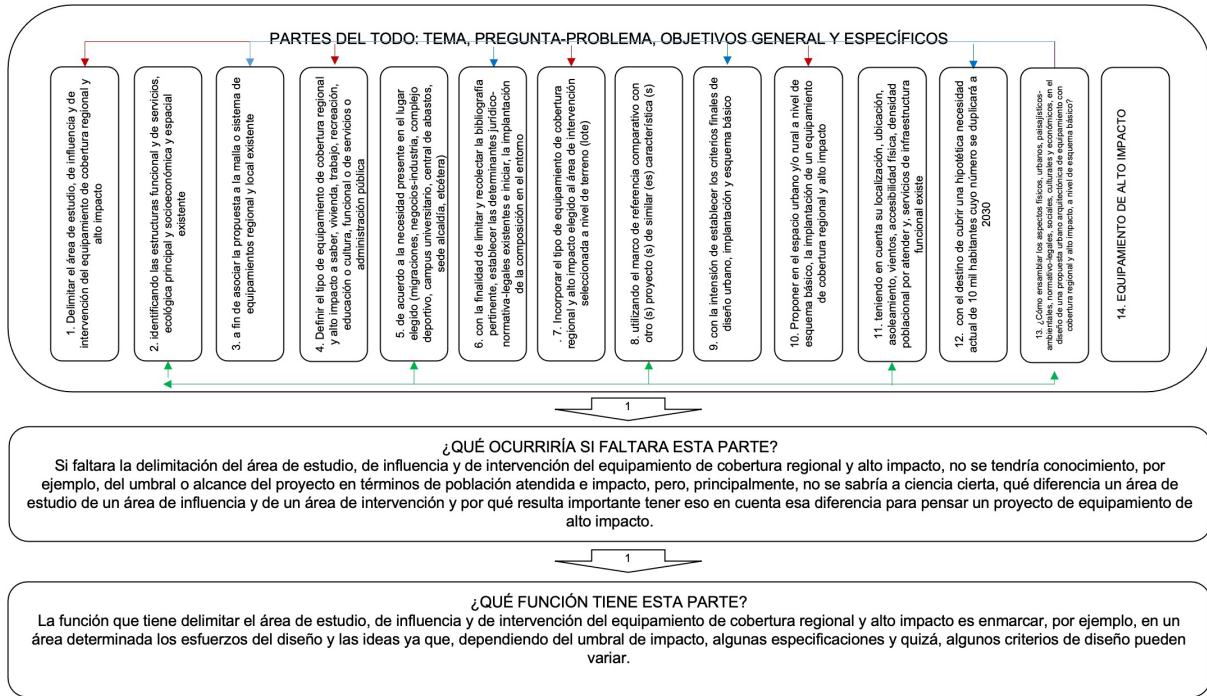 PARTES DEL TODO: TEMA, PREGUNTA-PROBLEMA, OBJETIVOS GENERAL Y ESPECÍFICOS
1. Delimitar el área de estudio, de influencia y de
intervención del equipamiento de cobertura regional y
alto impacto
2. identificando las estructuras funcional y de servicios,
ecológica principal y socioeconómica y espacial
existente
3. a fin de asociar la propuesta a la malla o sistema de
equipamientos regional y local existente
4. Definir el tipo de equipamiento de cobertura regional
y alto impacto a saber, vivienda, trabajo, recreación,
educación o cultura, funcional o de servicios o
administración pública
5. de acuerdo a la necesidad presente en el lugar
elegido (migraciones, negocios-industria, complejo
deportivo, campus universitario, central de abastos,
sede alcaldía, etcétera)
6. con la finalidad de limitar y recolectar la bibliografía
pertinente, establecer las determinantes jurídico-
normativa-legales existentes e iniciar, la implantación
de la composición en el entorno
. 7. Incorporar el tipo de equipamiento de cobertura
regional y alto impacto elegido al área de intervención
seleccionada a nivel de terreno (lote)
8. utilizando el marco de referencia comparativo con
otro (s) proyecto (s) de similar (es) característica (s)
9. con la intensión de establecer los criterios finales de
diseño urbano, implantación y esquema básico
10. Proponer en el espacio urbano y/o rural a nivel de
esquema básico, la implantación de un equipamiento
de cobertura regional y alto impacto
11. teniendo en cuenta su localización, ubicación,
asoleamiento, vientos, accesibilidad física, densidad
poblacional por atender y, servicios de infraestructura
funcional existe
12. con el destino de cubrir una hipotética necesidad
actual de 10 mil habitantes cuyo número se duplicará a
2030
13. ¿Cómo ensamblar los aspectos físicos, urbanos, paisajísticos-
ambientales, normativo-legales, sociales, culturales y económicos, en el
diseño de una propuesta urbano arquitectónica de equipamiento con
cobertura regional y alto impacto, a nivel de esquema básico?
14. EQUIPAMIENTO DE ALTO IMPACTO
1
¿QUÉ OCURRIRÍA SI FALTARA ESTA PARTE?
Si faltara la delimitación del área de estudio, de influencia y de intervención del equipamiento de cobertura regional y alto impacto, no se tendría conocimiento, por
ejemplo, del umbral o alcance del proyecto en términos de población atendida e impacto, pero, principalmente, no se sabría a ciencia cierta, qué diferencia un área de
estudio de un área de influencia y de un área de intervención y por qué resulta importante tener eso en cuenta esa diferencia para pensar un proyecto de equipamiento de
alto impacto.
1
¿QUÉ FUNCIÓN TIENE ESTA PARTE?
La función que tiene delimitar el área de estudio, de influencia y de intervención del equipamiento de cobertura regional y alto impacto es enmarcar, por ejemplo, en un
área determinada los esfuerzos del diseño y las ideas ya que, dependiendo del umbral de impacto, algunas especificaciones y quizá, algunos criterios de diseño pueden
variar.